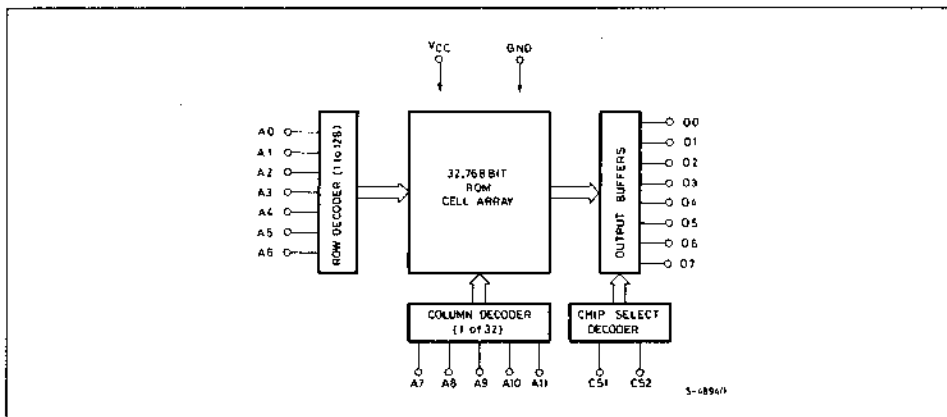 VCC
GND
A0
A1
A2
A3
A4
A5
A6
ROW DECODER (1 to 128)
32,768 BIT
ROM
CELL ARRAY
OUTPUT BUFFERS
O0
O1
O2
O3
O4
O5
O6
O7
COLUMN DECODER
(1 of 32)
CHIP SELECT
DECODER
A7 A8 A9 A10 A11
CS1 CS2
S-4894/1